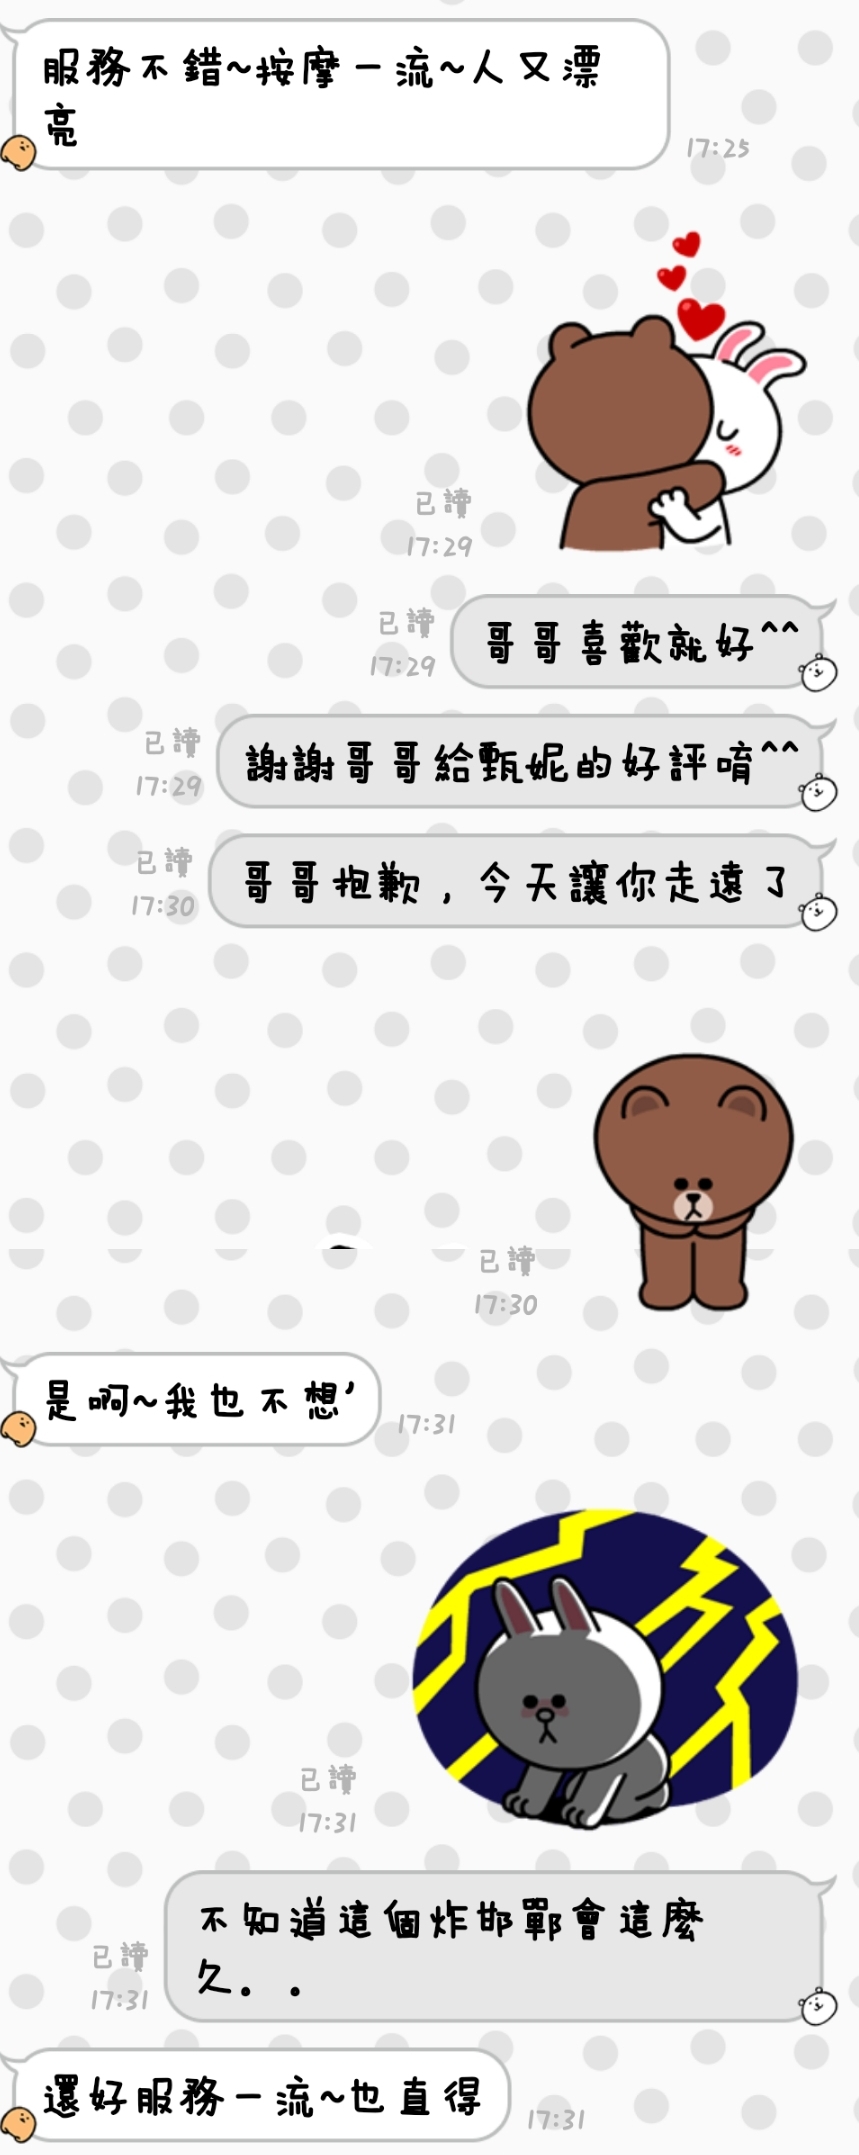 服務不錯~按摩一流~人又漂
亮
17:25
已讀
17:29
已讀
17:29
哥哥喜歡就好^^
已讀
17:29
謝謝哥哥給甄妮的好評唷^^
已讀
17:30
哥哥抱歉，今天讓你走遠了
已讀
17:30
是啊~我也不想’
17:31
已讀
17:31
不知道這個炸邯鄲會這麼
久．．
已讀
17:31
還好服務一流~也直得
17:31